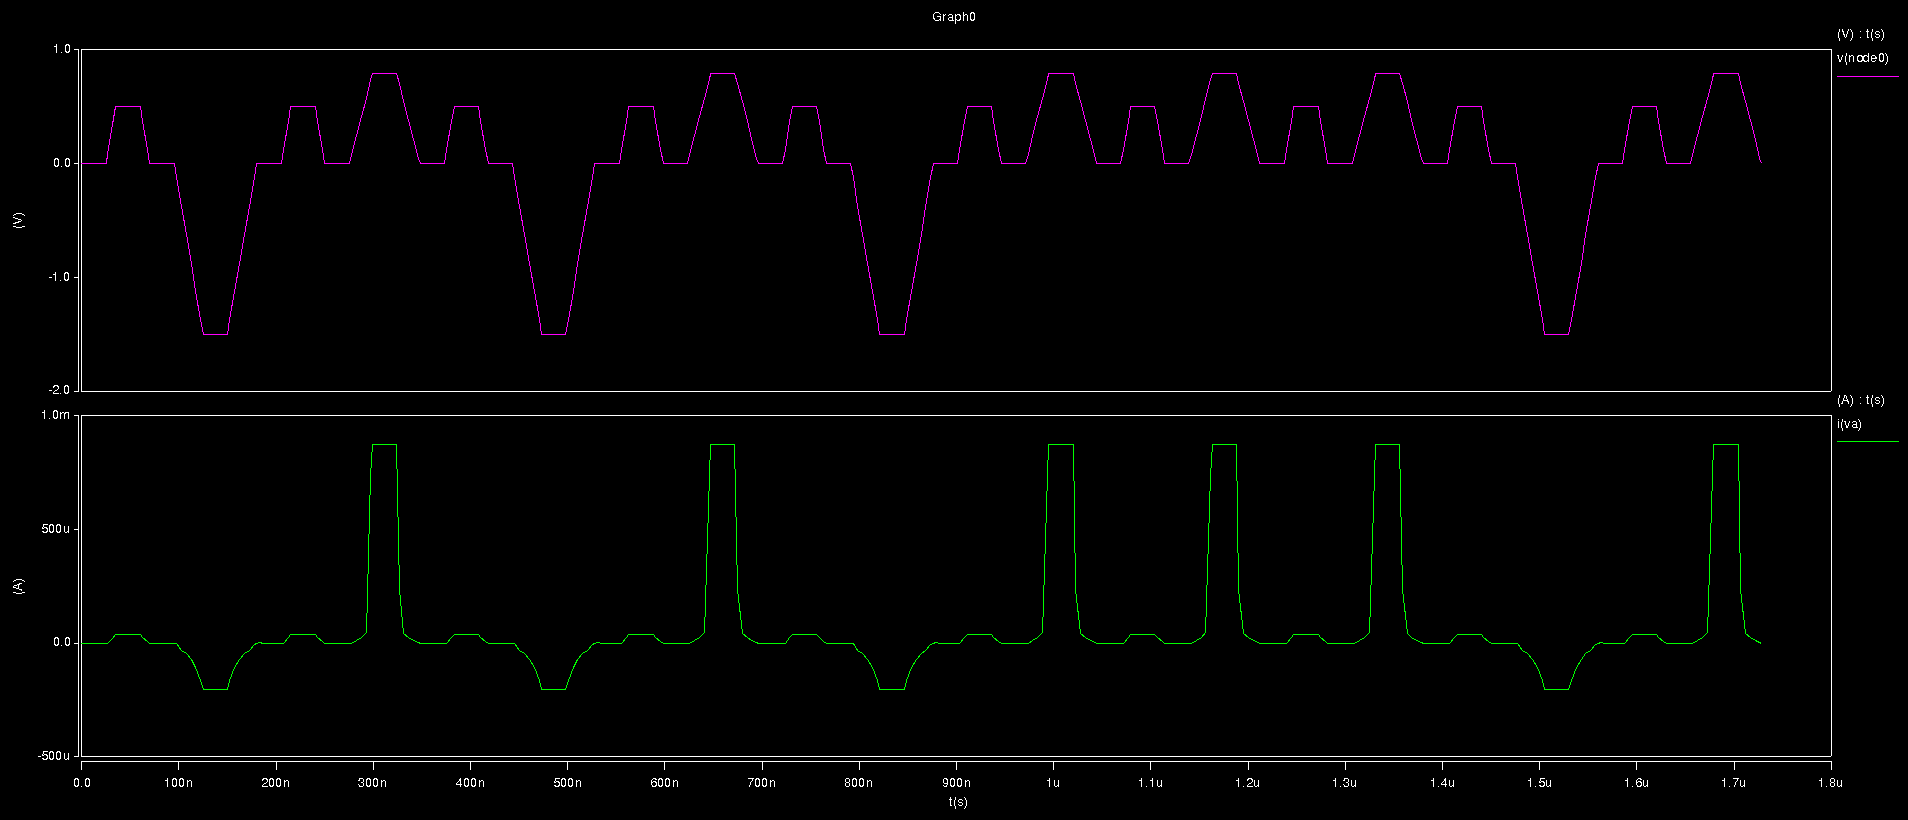 Graph0
(V) : t(s)
v(node0)
1.0
0.0
-1.0
-2.0
(V)
(A) : t(s)
i(va)
1.0m
500u
0.0
-500u
(A)
0.0 100n 200n 300n 400n 500n 600n 700n 800n 900n 1u 1.1u 1.2u 1.3u 1.4u 1.5u 1.6u 1.7u 1.8u
t(s)